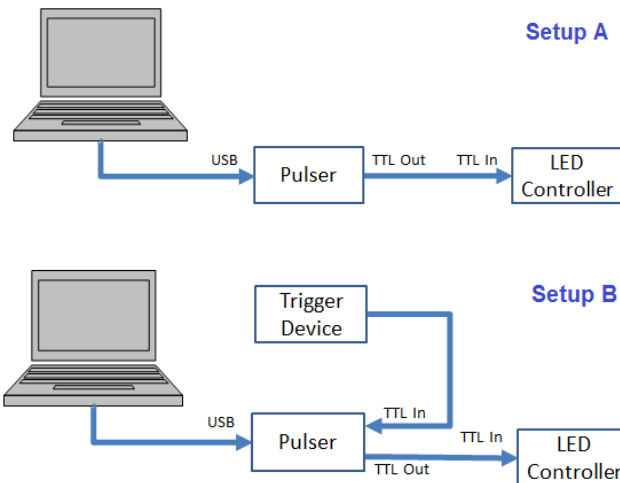 Setup A
USB
Pulser
TTL Out
TTL In
LED
Controller
Setup B
Trigger
Device
USB
Pulser
TTL In
TTL Out
TTL In
LED
Controller